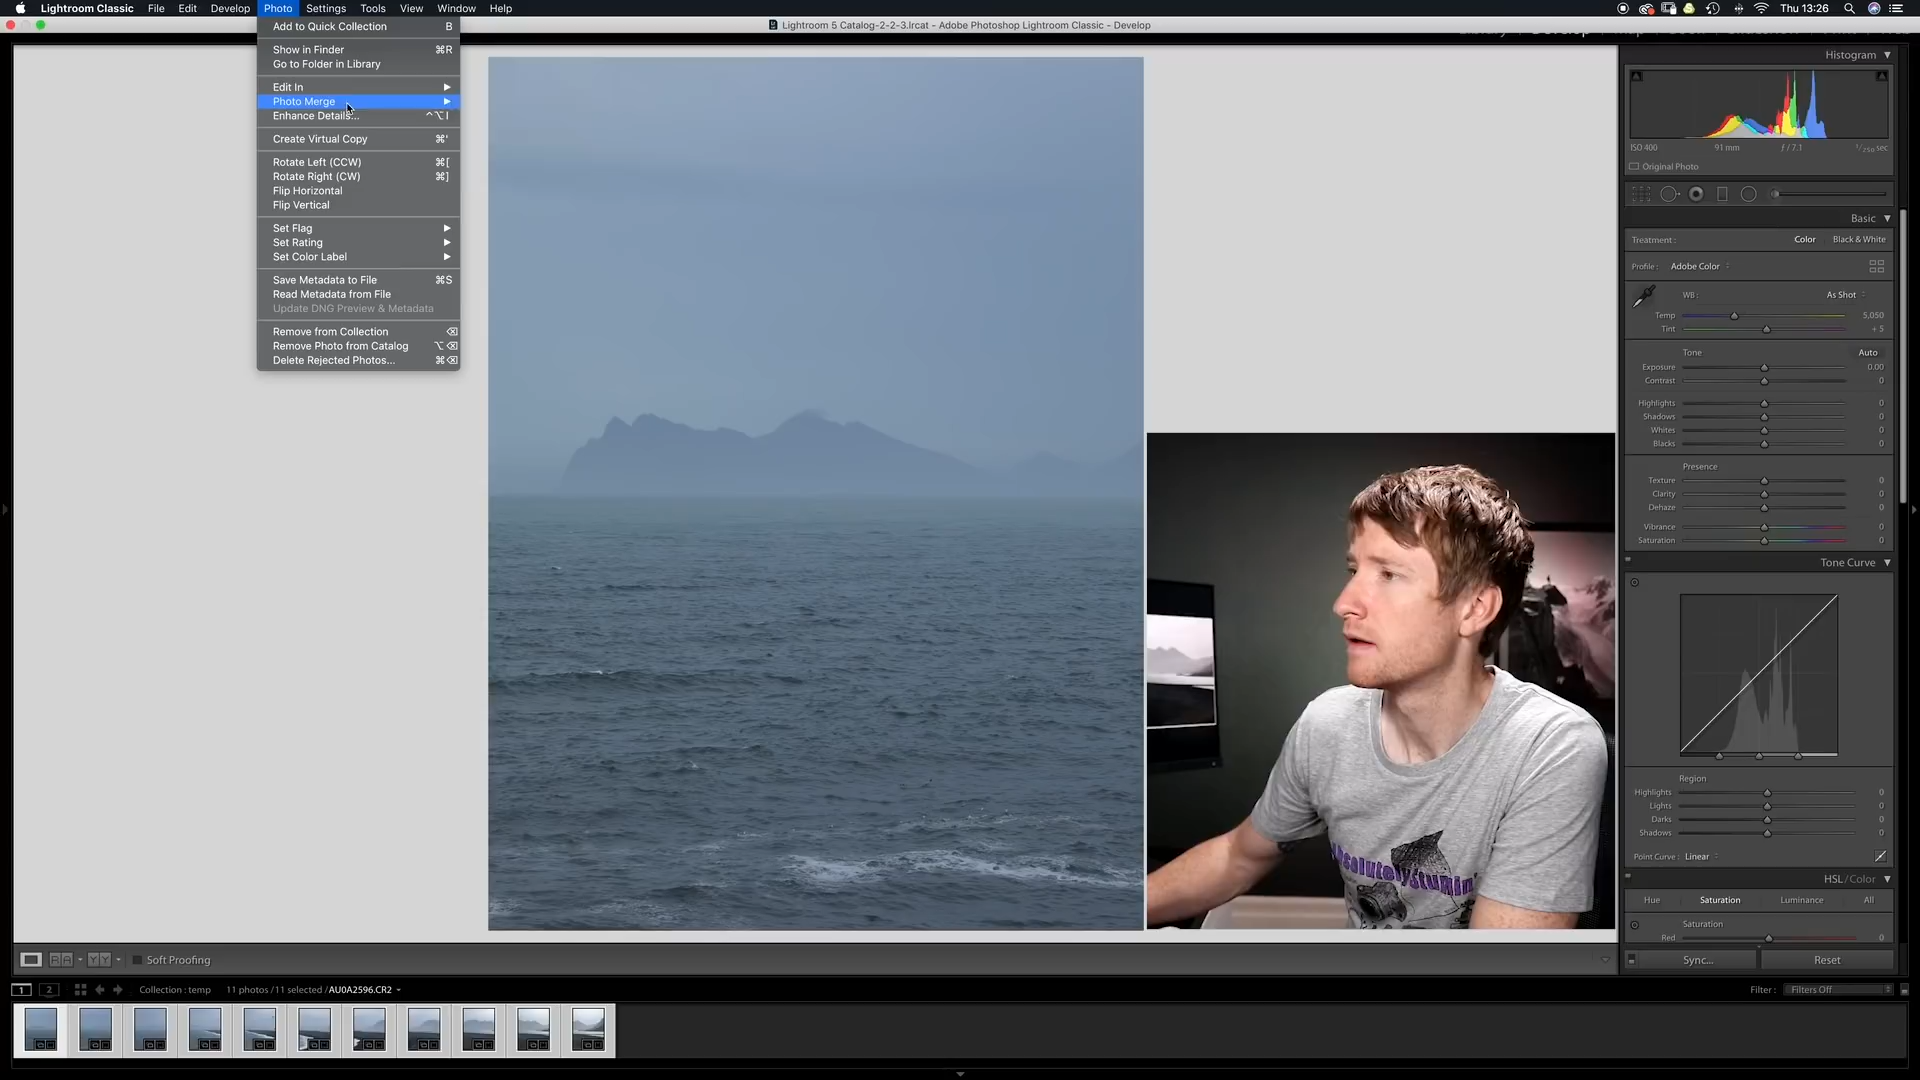 Lightroom Classic File Edit Develop Photo Settings Tools View Window Help Thu 13:26
Lightroom 5 Catalog-2-2-3.lrcat - Adobe Photoshop Lightroom Classic - Develop
Add to Quick Collection B
Show in Finder ⌘R
Go to Folder in Library
Edit In
Photo Merge
Enhance Details... ^⌥I
Create Virtual Copy ⌘'
Rotate Left (CCW) ⌘[
Rotate Right (CW) ⌘]
Flip Horizontal
Flip Vertical
Set Flag
Set Rating
Set Color Label
Save Metadata to File ⌘S
Read Metadata from File
Update DNG Preview & Metadata
Remove from Collection ⌫
Remove Photo from Catalog ⌥⌫
Delete Rejected Photos... ⌘⌫
Histogram
ISO 400 91 mm ƒ / 7.1 1/250 sec
Original Photo
Basic
Treatment : Color Black & White
Profile : Adobe Color
WB : As Shot
Temp 5,050
Tint + 5
Tone Auto
Exposure 0.00
Contrast 0
Highlights 0
Shadows 0
Whites 0
Blacks 0
Presence
Texture 0
Clarity 0
Dehaze 0
Vibrance 0
Saturation 0
Tone Curve
Region
Highlights 0
Lights 0
Darks 0
Shadows 0
Point Curve : Linear
HSL / Color
Hue Saturation Luminance All
Saturation
Red 0
Sync... Reset
R A Y Y Soft Proofing
1 2 Collection : temp 11 photos / 11 selected / AU0A2596.CR2
Filter : Filters Off